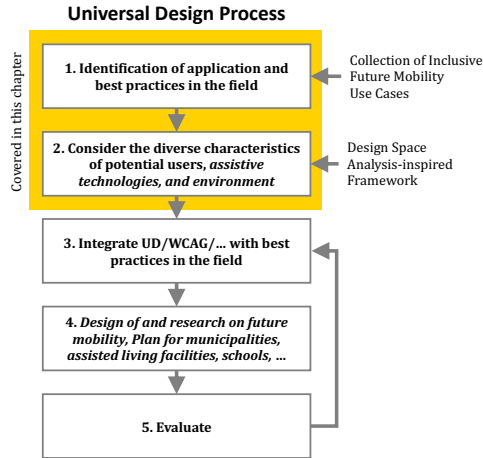 Universal Design Process
Covered in this chapter
1. Identification of application and
best practices in the field
Collection of Inclusive
Future Mobility
Use Cases
2. Consider the diverse characteristics
of potential users, assistive
technologies, and environment
Design Space
Analysis-inspired
Framework
3. Integrate UD/WCAG/... with best
practices in the field
4. Design of and research on future
mobility, Plan for municipalities,
assisted living facilities, schools, ...
5. Evaluate